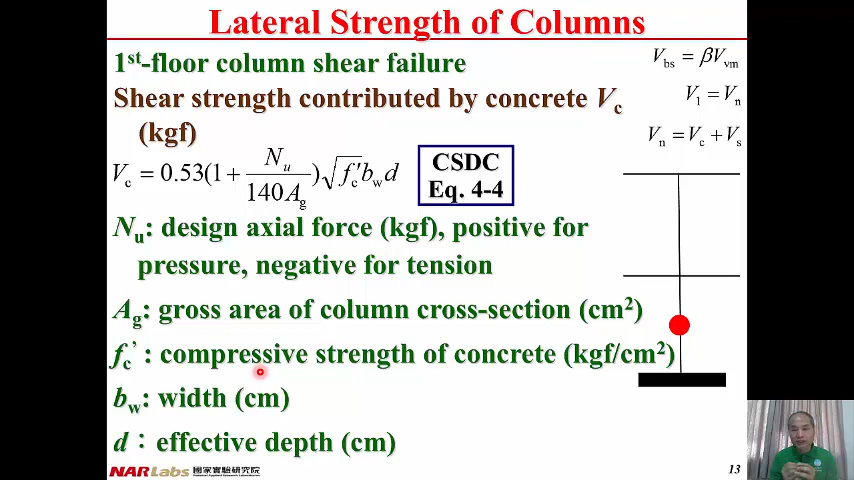 Lateral Strength of Columns
1st-floor column shear failure
Shear strength contributed by concrete Vc
(kgf)
Vbs = βVvm
V1 = Vn
Vn = Vc + Vs
Vc = 0.53(1 + Nu / 140Ag)√fc′ bw d
CSDC
Eq. 4-4
Nu: design axial force (kgf), positive for
pressure, negative for tension
Ag: gross area of column cross-section (cm2)
fc’ : compressive strength of concrete (kgf/cm2)
bw: width (cm)
d：effective depth (cm)
NARLabs 國家實驗研究院
13